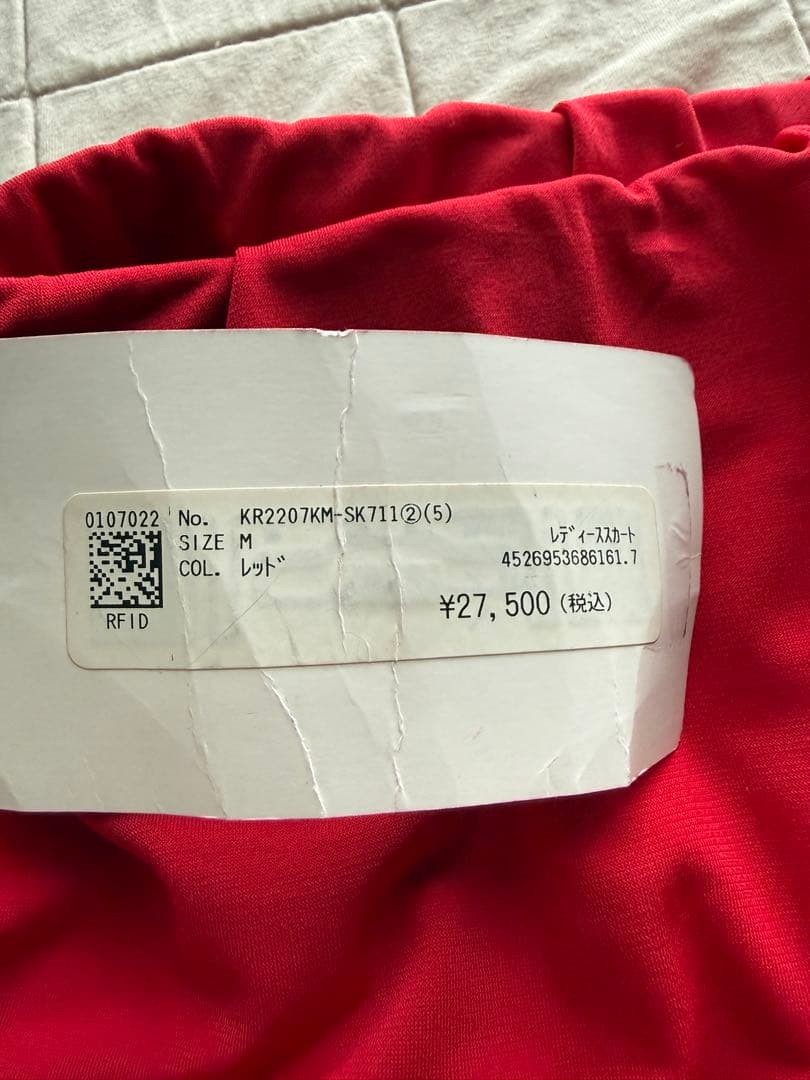 0107022 No. KR2207KM-SK711②(5)
SIZE M
COL. レッド
レディーススカート
4526953686161.7
RFID
¥27,500(税込)